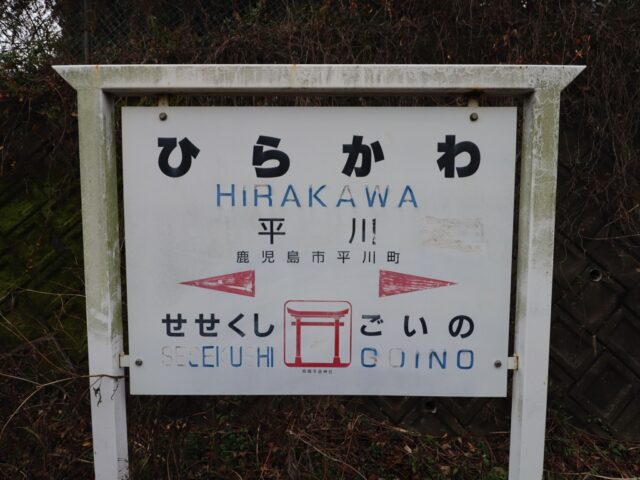 ひらかわ
HIRAKAWA
平川
鹿児島市平川町
せせくし ごいの
SESEKUSHI GOINO